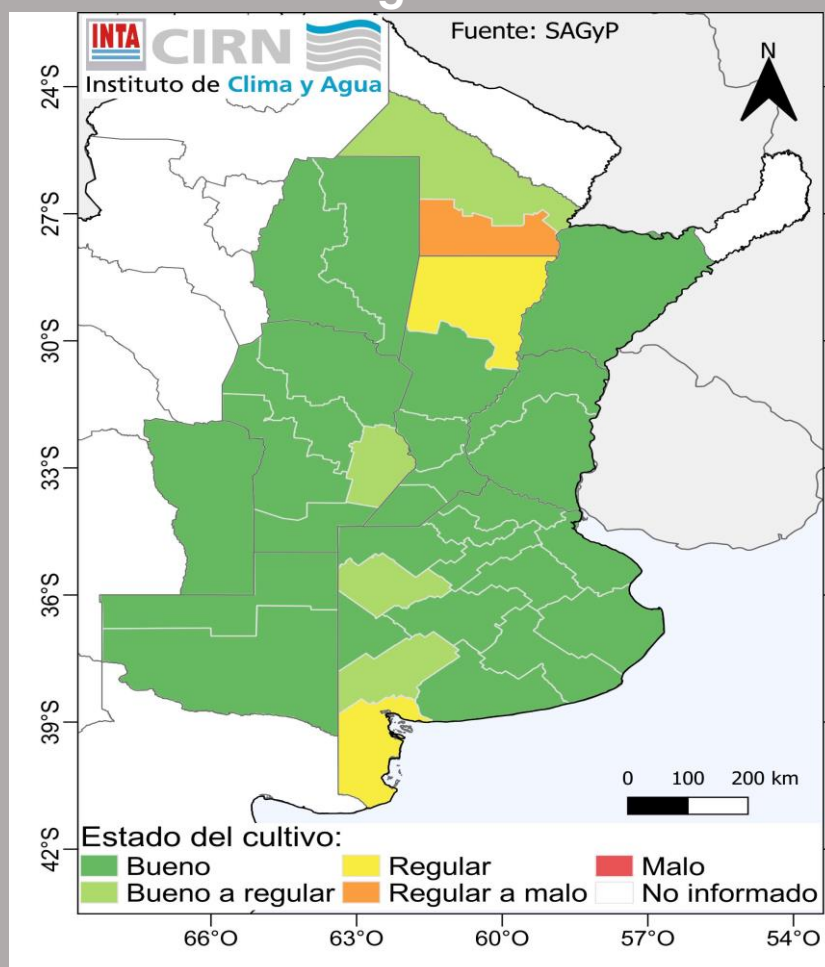 INTA CIRN
Instituto de Clima y Agua
Fuente: SAGyP
N
24°S
27°S
30°S
33°S
36°S
39°S
42°S
0 100 200 km
Estado del cultivo:
Bueno Regular Malo
Bueno a regular Regular a malo No informado
66°O 63°O 60°O 57°O 54°O